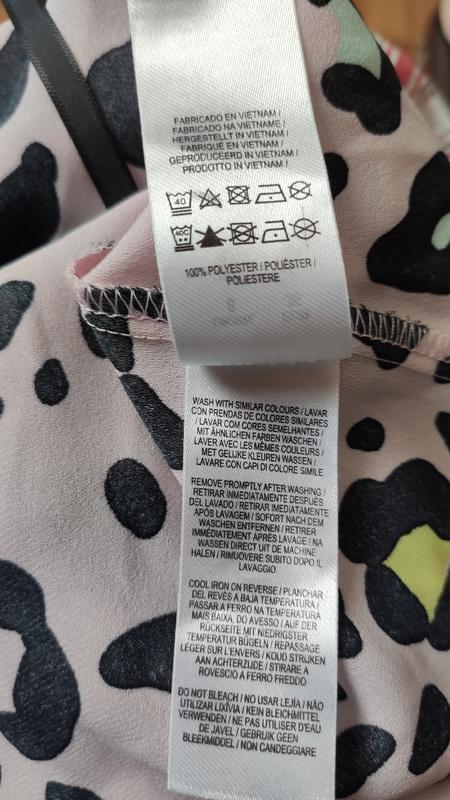 FABRICADO EN VIETNAM /
FABRICADO NA VIETNAME /
HERGESTELLT IN VIETNAM /
FABRIQUÉ EN VIETNAM /
GEPRODUCEERD IN VIETNAM /
PRODOTTO IN VIETNAM /
40
40C
100% POLYESTER / POLIÉSTER /
POLIESTERE
WASH WITH SIMILAR COLOURS / LAVAR
CON PRENDAS DE COLORES SIMILARES
/ LAVAR COM CORES SEMELHANTES /
MIT ÄHNLICHEN FARBEN WASCHEN /
LAVER AVEC LES MÊMES COULEURS /
MET GELIJKE KLEUREN WASSEN /
LAVARE CON CAPI DI COLORE SIMILE
REMOVE PROMPTLY AFTER WASHING /
RETIRAR INMEDIATAMENTE DESPUÉS
DEL LAVADO / RETIRAR IMEDIATAMENTE
APÓS LAVAGEM / SOFORT NACH DEM
WASCHEN ENTFERNEN / RETIRER
IMMÉDIATEMENT APRÈS LAVAGE / NA
WASSEN DIRECT UIT DE MACHINE
HALEN / RIMUOVERE SUBITO DOPO IL
LAVAGGIO
COOL IRON ON REVERSE / PLANCHAR
DEL REVÉS A BAJA TEMPERATURA /
PASSAR A FERRO NA TEMPERATURA
MAIS BAIXA, DO AVESSO / AUF DER
RÜCKSEITE MIT NIEDRIGSTER
TEMPERATUR BÜGELN / REPASSAGE
LÉGER SUR L'ENVERS / KOUD STRIJKEN
AAN ACHTERZIJDE / STIRARE A
ROVESCIO A FERRO FREDDO
DO NOT BLEACH / NO USAR LEJÍA / NÃO
UTILIZAR LIXÍVIA / KEIN BLEICHMITTEL
VERWENDEN / NE PAS UTILISER D'EAU
DE JAVEL / GEBRUIK GEEN
BLEEKMIDDEL / NON CANDEGGIARE